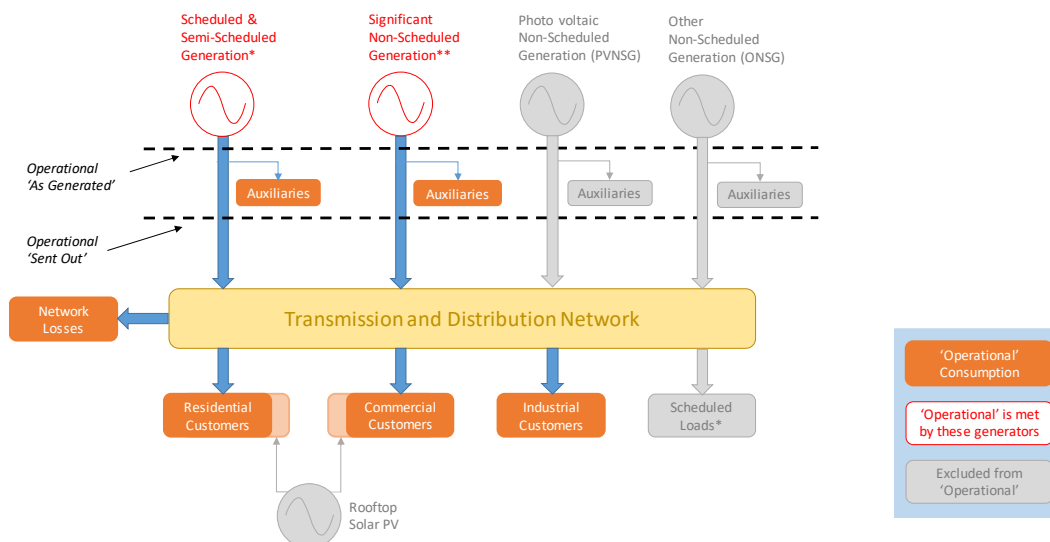 Scheduled &
Semi-Scheduled
Generation*
Significant
Non-Scheduled
Generation**
Photo voltaic
Non-Scheduled
Generation (PVNSG)
Other
Non-Scheduled
Generation (ONSG)
Operational
'As Generated'
Auxiliaries
Auxiliaries
Auxiliaries
Auxiliaries
Operational
'Sent Out'
Network
Losses
Transmission and Distribution Network
Residential
Customers
Commercial
Customers
Industrial
Customers
Scheduled
Loads*
Rooftop
Solar PV
'Operational'
Consumption
'Operational' is met
by these generators
Excluded from
'Operational'